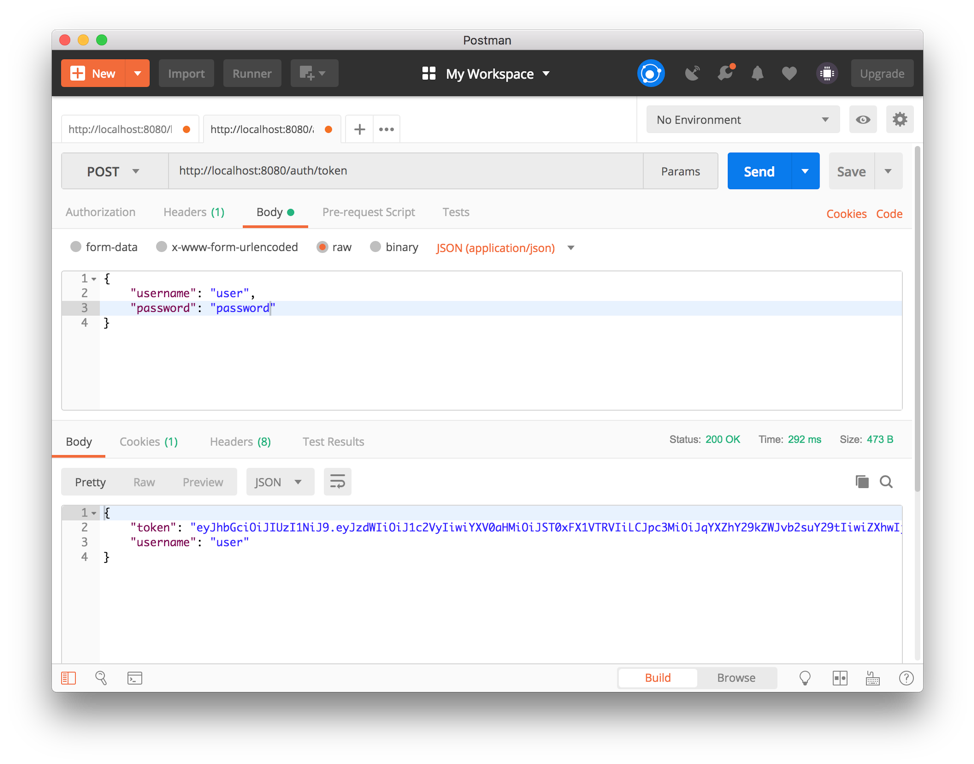 Postman
New Import Runner My Workspace Upgrade
http://localhost:8080/ http://localhost:8080/ No Environment
POST http://localhost:8080/auth/token Params Send Save
Authorization Headers (1) Body Pre-request Script Tests Cookies Code
form-data x-www-form-urlencoded raw binary JSON (application/json)
1 {
2 "username": "user",
3 "password": "password"
4 }
Body Cookies (1) Headers (8) Test Results Status: 200 OK Time: 292 ms Size: 473 B
Pretty Raw Preview JSON
1 {
2 "token": "eyJhbGciOiJIUzI1NiJ9.eyJzdWIiOiJ1c2VyIiwiYXV0aHMiOiJST0xFX1VTRVIiLCJpc3MiOiJqYXZhY29kZWJvb2suY29tIiwiZXhwI
3 "username": "user"
4 }
Build Browse